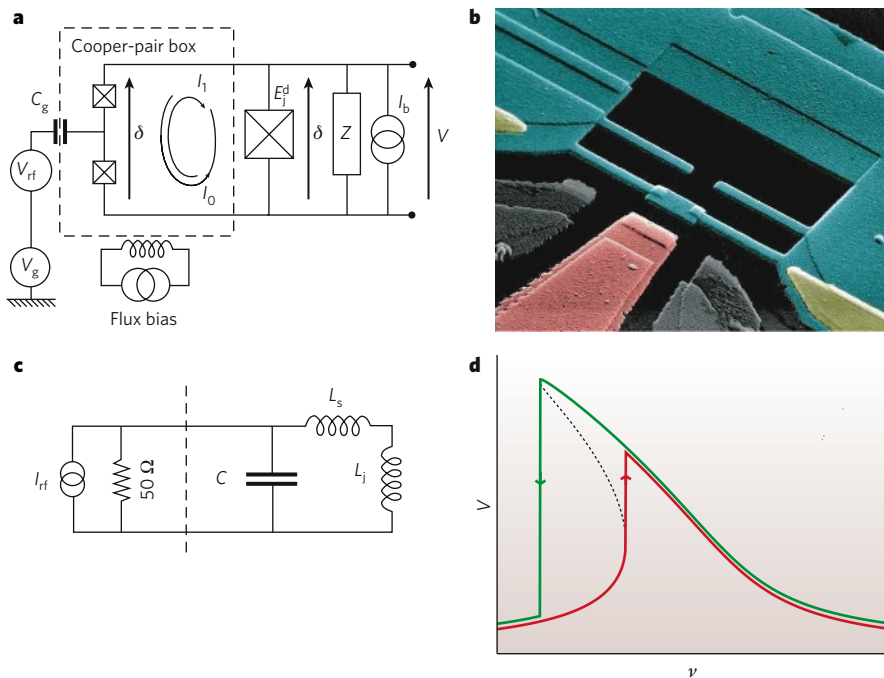 a
Cooper-pair box
C_g
I_1
E_j^d
I_b
δ
δ
Z
V
V_rf
I_0
V_g
Flux bias
b
c
L_s
I_rf
50 Ω
C
L_j
d
V
ν